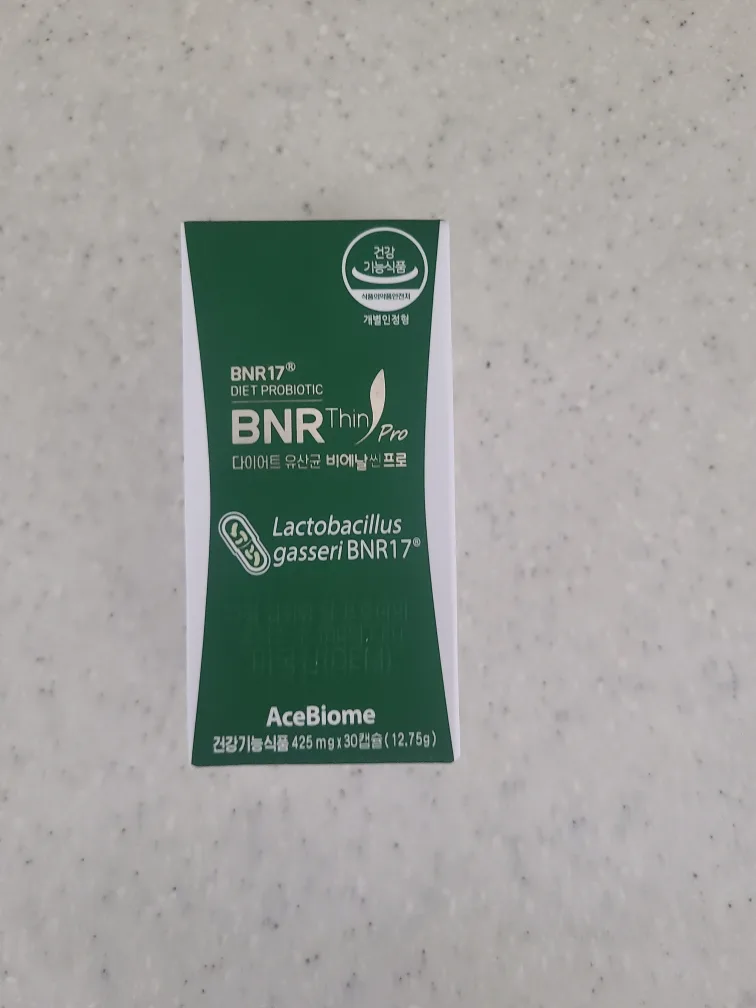 건강
기능식품
식품의약품안전처
개별인정형
BNR17®
DIET PROBIOTIC
BNR Thin Pro
다이어트 유산균 비에날씬 프로
Lactobacillus
gasseri BNR17®
AceBiome
건강기능식품 425 mg x 30캡슐 ( 12.75g )